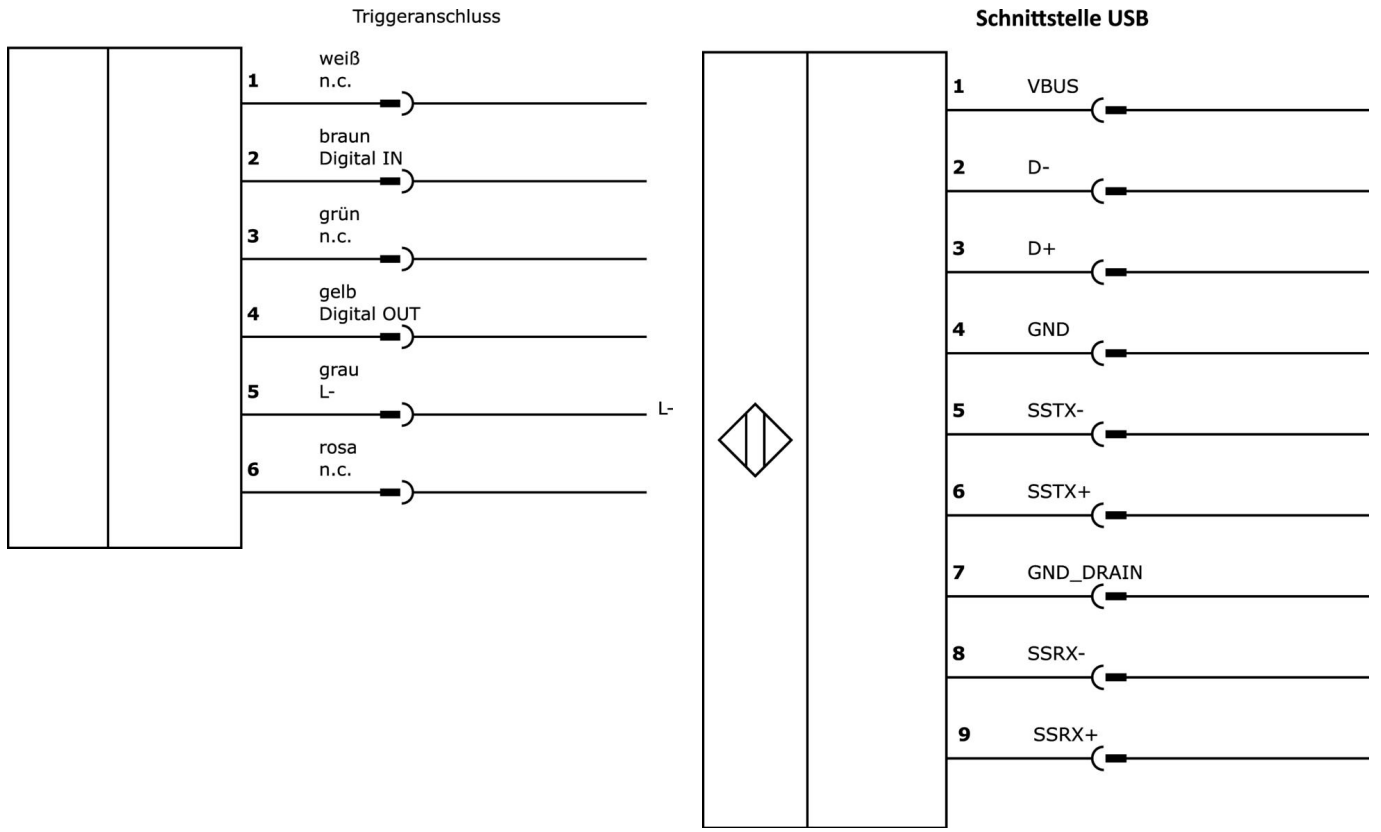 Triggeranschluss
weiß
1 n.c.
braun
2 Digital IN
grün
3 n.c.
gelb
4 Digital OUT
grau
5 L-
L-
rosa
6 n.c.
Schnittstelle USB
1 VBUS
2 D-
3 D+
4 GND
5 SSTX-
6 SSTX+
7 GND_DRAIN
8 SSRX-
9 SSRX+